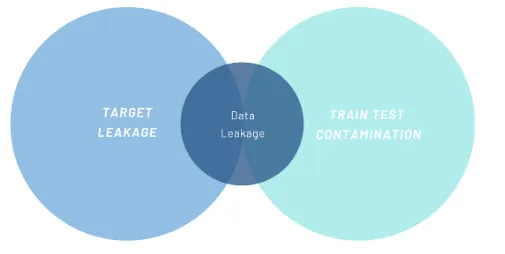 TARGET
LEAKAGE
Data
Leakage
TRAIN TEST
CONTAMINATION